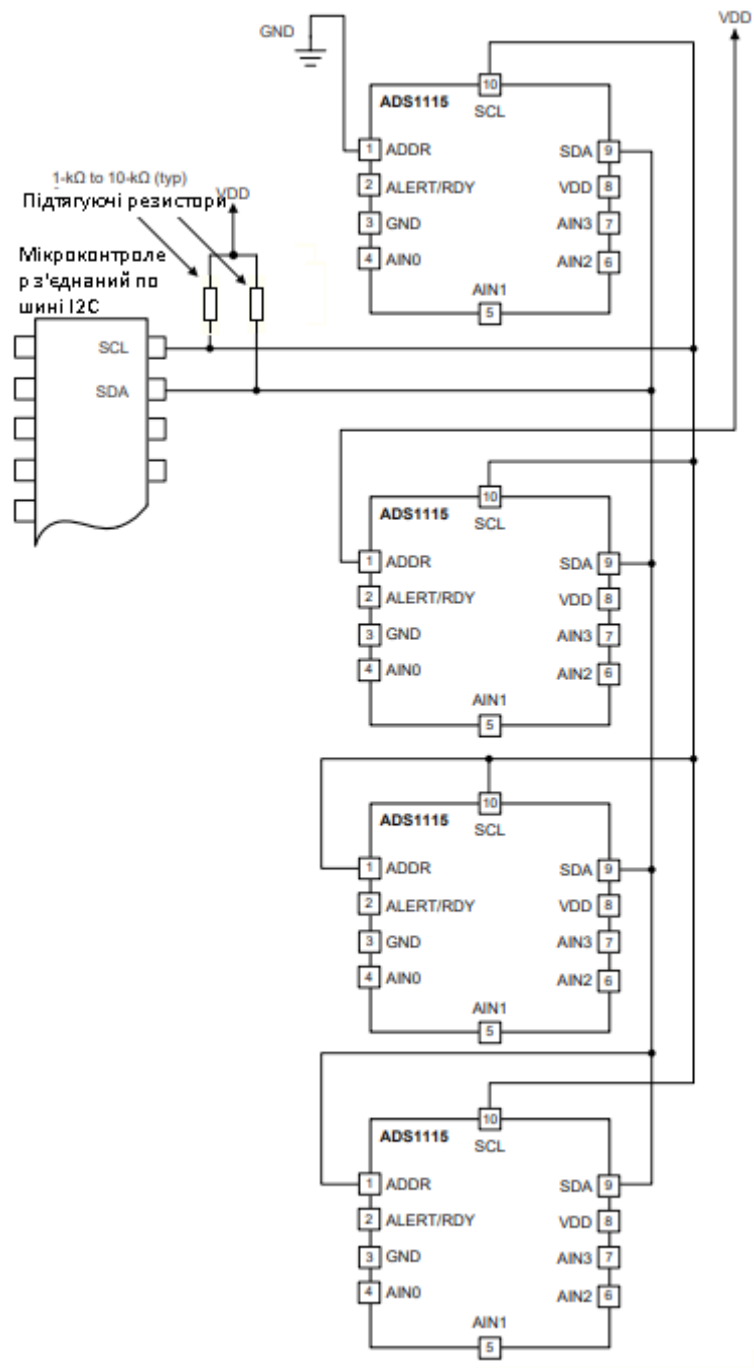 VDD
GND
10
ADS1115
SCL
1 ADDR
SDA 9
2 ALERT/RDY
VDD 8
3 GND
AIN3 7
4 AIN0
AIN2 6
AIN1
5
1-kΩ to 10-kΩ (typ)
VDD
Підтягуючі резистори
Мікроконтроле
р з'єднаний по
шині I2C
SCL
SDA
10
ADS1115
SCL
1 ADDR
SDA 9
2 ALERT/RDY
VDD 8
3 GND
AIN3 7
4 AIN0
AIN2 6
AIN1
5
10
ADS1115
SCL
1 ADDR
SDA 9
2 ALERT/RDY
VDD 8
3 GND
AIN3 7
4 AIN0
AIN2 6
AIN1
5
10
ADS1115
SCL
1 ADDR
SDA 9
2 ALERT/RDY
VDD 8
3 GND
AIN3 7
4 AIN0
AIN2 6
AIN1
5